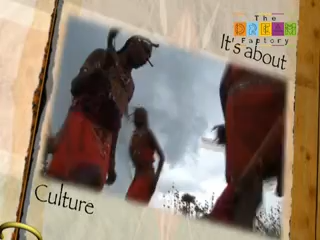 The
DREAM
Factory
It's about
Culture